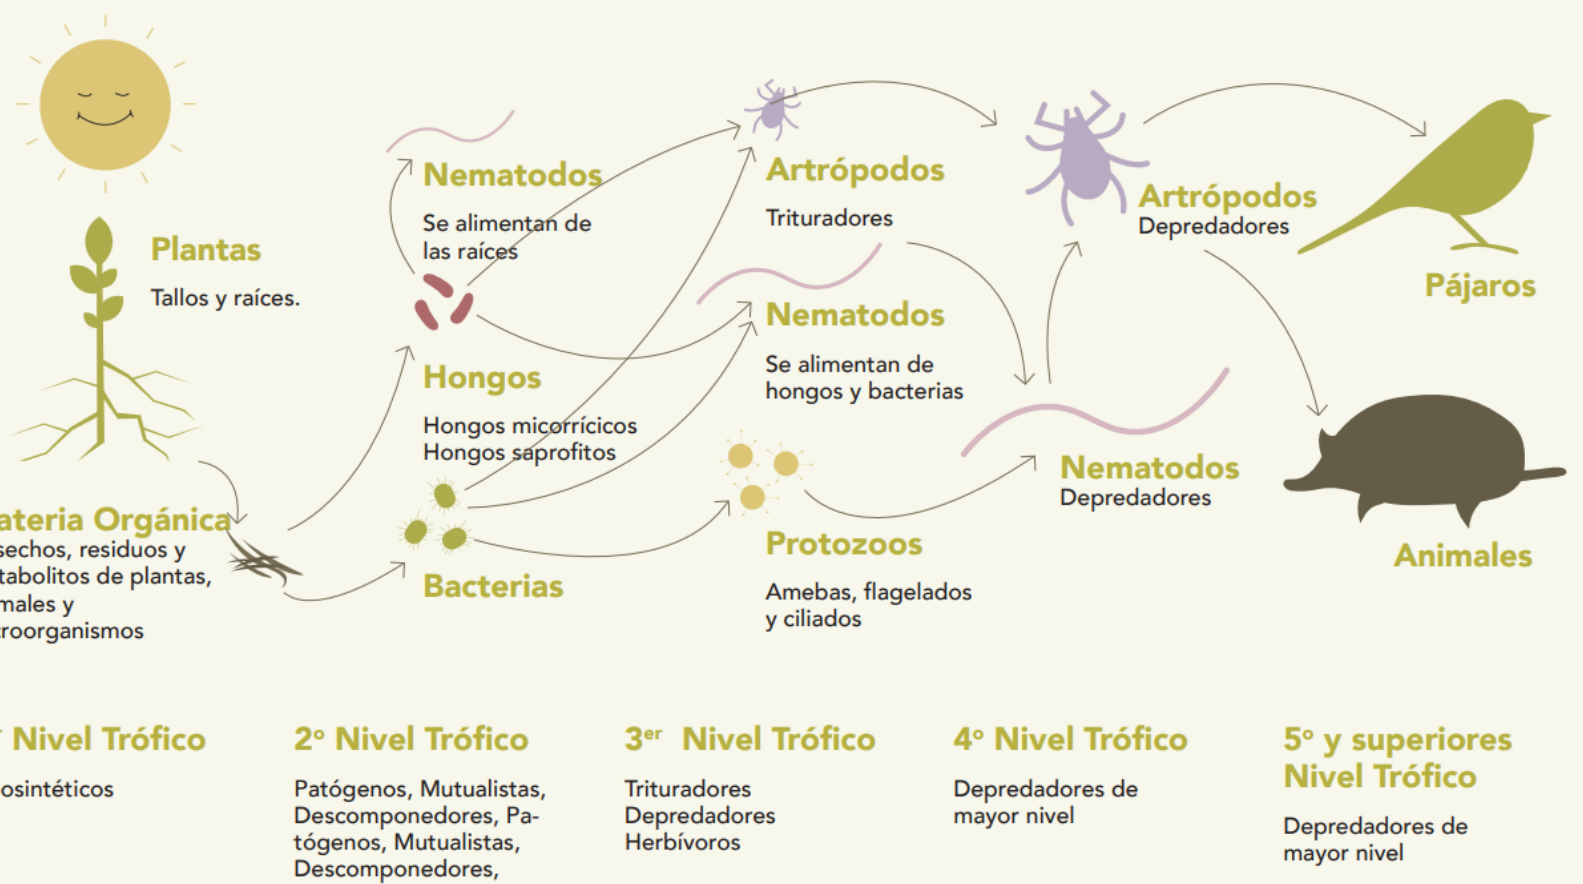 Plantas
Tallos y raíces.
ateria Orgánica
sechos, residuos y
tabolitos de plantas,
males y
roorganismos
Nematodos
Se alimentan de
las raíces
Hongos
Hongos micorrícicos
Hongos saprofitos
Bacterias
Artrópodos
Trituradores
Nematodos
Se alimentan de
hongos y bacterias
Protozoos
Amebas, flagelados
y ciliados
Artrópodos
Depredadores
Nematodos
Depredadores
Pájaros
Animales
Nivel Trófico
osintéticos
2º Nivel Trófico
Patógenos, Mutualistas,
Descomponedores, Pa-
tógenos, Mutualistas,
Descomponedores,
3er Nivel Trófico
Trituradores
Depredadores
Herbívoros
4º Nivel Trófico
Depredadores de
mayor nivel
5º y superiores
Nivel Trófico
Depredadores de
mayor nivel